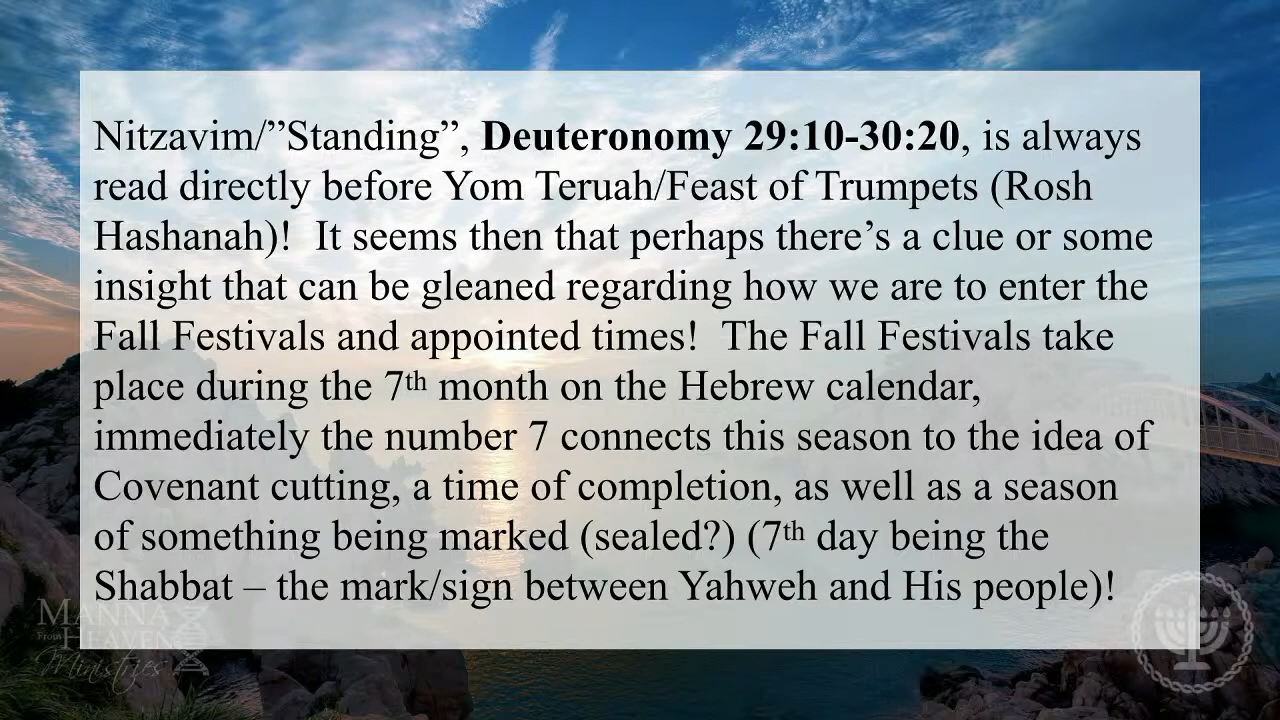 Nitzavim/”Standing”, Deuteronomy 29:10-30:20, is always
read directly before Yom Teruah/Feast of Trumpets (Rosh
Hashanah)!  It seems then that perhaps there’s a clue or some
insight that can be gleaned regarding how we are to enter the
Fall Festivals and appointed times!  The Fall Festivals take
place during the 7th month on the Hebrew calendar,
immediately the number 7 connects this season to the idea of
Covenant cutting, a time of completion, as well as a season
of something being marked (sealed?) (7th day being the
Shabbat – the mark/sign between Yahweh and His people)!
MANNA
From HEAVEN
Ministries